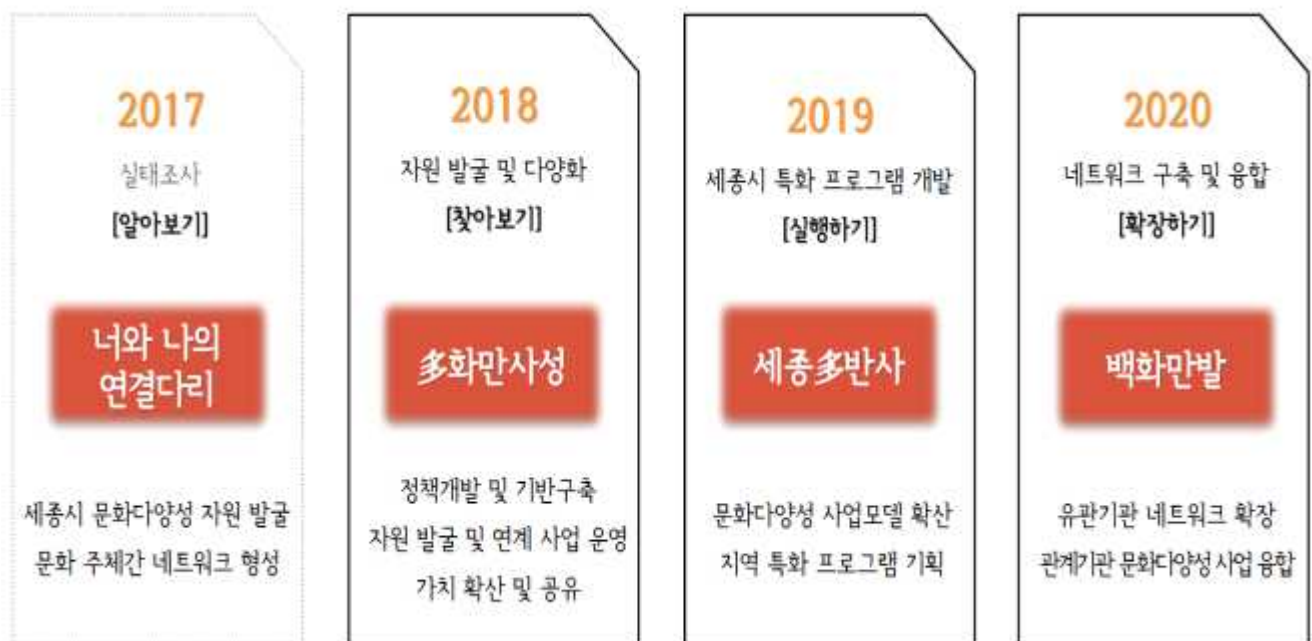 2017
실태조사
[알아보기]
너와 나의
연결다리
세종시 문화다양성 자원 발굴
문화 주체간 네트워크 형성
2018
자원 발굴 및 다양화
[찾아보기]
多화만사성
정책개발 및 기반구축
자원 발굴 및 연계 사업 운영
가치 확산 및 공유
2019
세종시 특화 프로그램 개발
[실행하기]
세종多반사
문화다양성 사업모델 확산
지역 특화 프로그램 기획
2020
네트워크 구축 및 융합
[확장하기]
백화만발
유관기관 네트워크 확장
관계기관 문화다양성 사업 융합